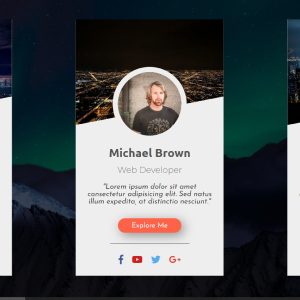 Michael Brown
Web Developer
"Lorem ipsum dolor sit amet
consectetur adipisicing elit. Sed natus
illum expedita, at distinctio nesciunt."
Explore Me